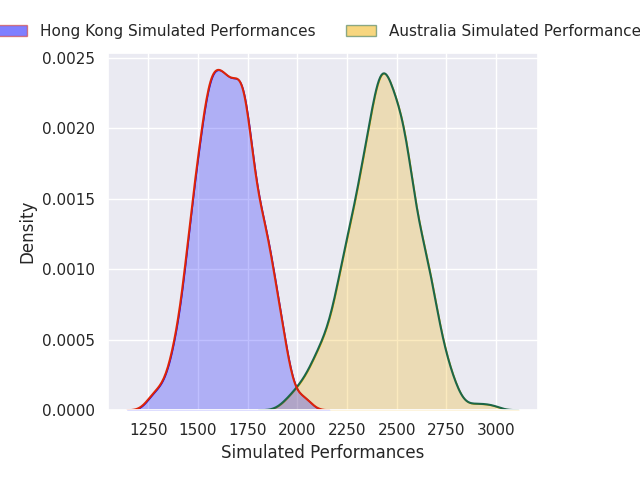 Hong Kong Simulated Performances
Australia Simulated Performance
0.0025
0.0020
0.0015
0.0010
0.0005
0.0000
Density
1250 1500 1750 2000 2250 2500 2750 3000
Simulated Performances